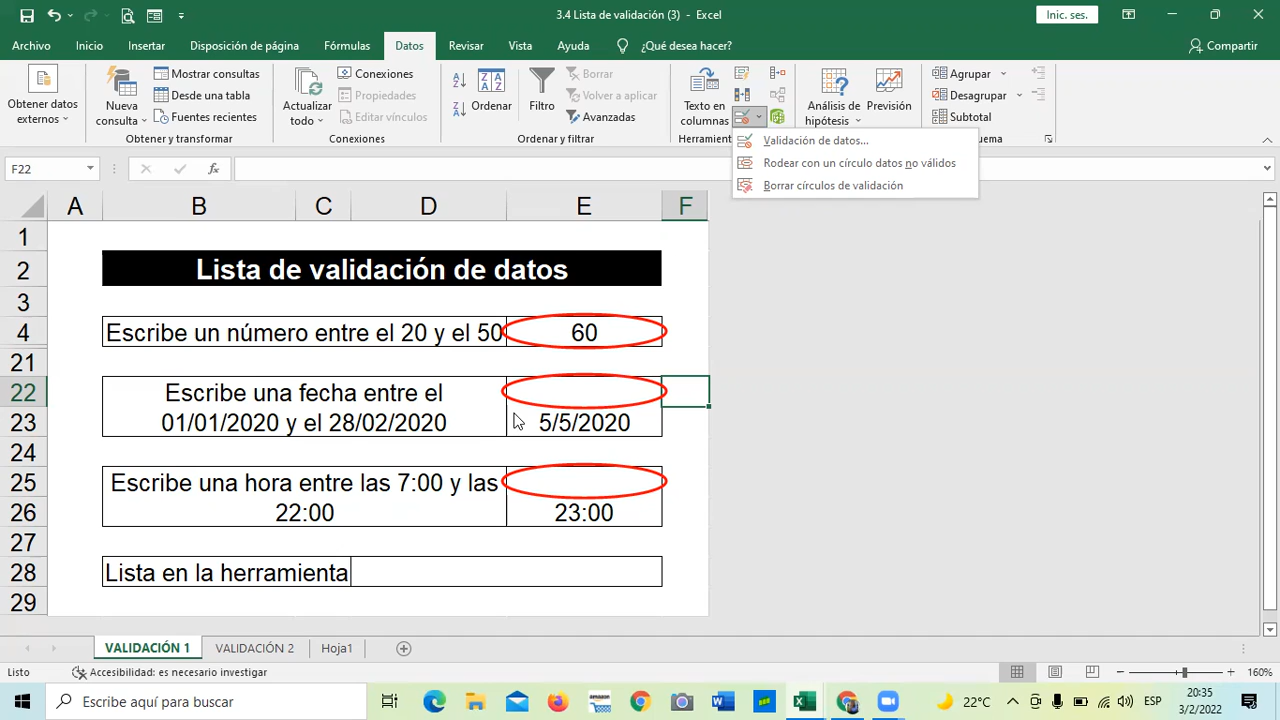 3.4 Lista de validación (3) - Excel
Inic. ses.
Archivo Inicio Insertar Disposición de página Fórmulas Datos Revisar Vista Ayuda ¿Qué desea hacer? Compartir
Obtener datos externos
Nueva consulta
Mostrar consultas
Desde una tabla
Fuentes recientes
Obtener y transformar
Actualizar todo
Conexiones
Propiedades
Editar vínculos
Conexiones
Ordenar
Filtro
Borrar
Volver a aplicar
Avanzadas
Ordenar y filtrar
Texto en columnas
Herramient
Análisis de hipótesis
Previsión
Agrupar
Desagrupar
Subtotal
uema
Validación de datos...
Rodear con un círculo datos no válidos
Borrar círculos de validación
F22
fx
A B C D E F
1
2 Lista de validación de datos
3
4 Escribe un número entre el 20 y el 50 60
21
22 Escribe una fecha entre el
23 01/01/2020 y el 28/02/2020 5/5/2020
24
25 Escribe una hora entre las 7:00 y las
26 22:00 23:00
27
28 Lista en la herramienta
29
VALIDACIÓN 1 VALIDACIÓN 2 Hoja1
Listo Accesibilidad: es necesario investigar 160%
Escribe aquí para buscar
22°C ESP 20:35
3/2/2022